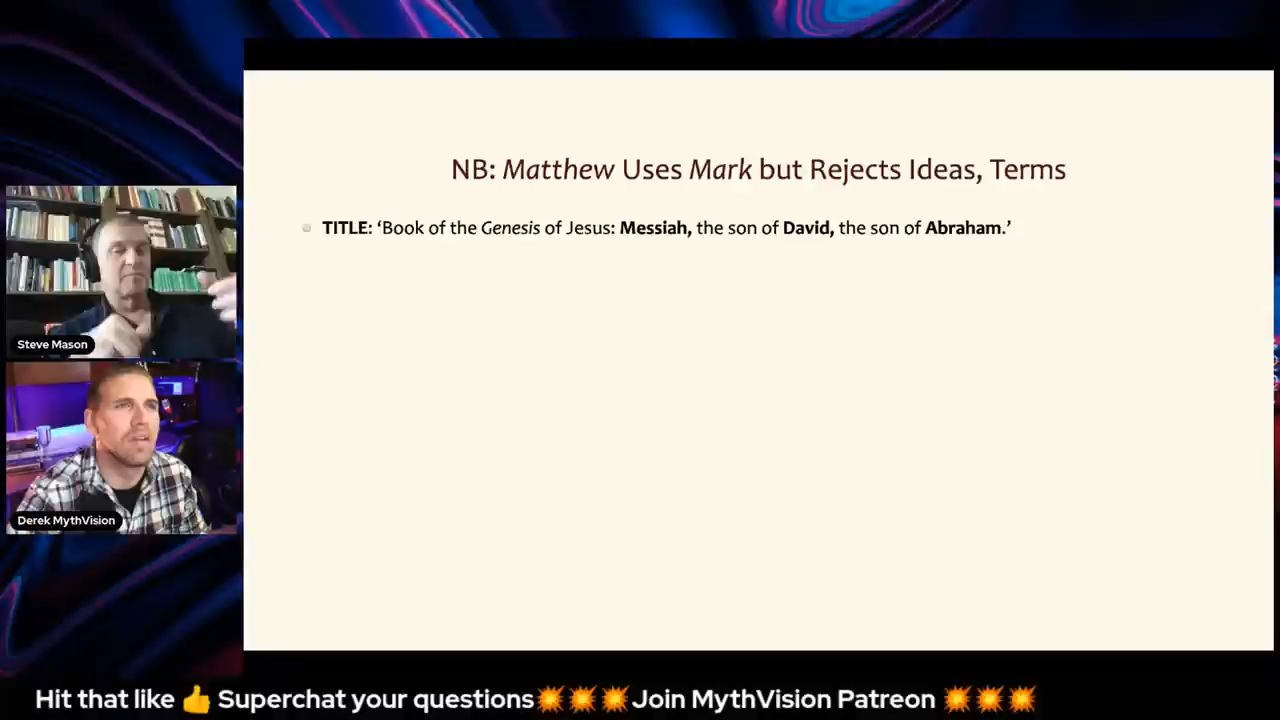 NB: Matthew Uses Mark but Rejects Ideas, Terms
TITLE: ‘Book of the Genesis of Jesus: Messiah, the son of David, the son of Abraham.’
Steve Mason
Derek MythVision
Hit that like 👍 Superchat your questions💥💥💥Join MythVision Patreon 💥💥💥